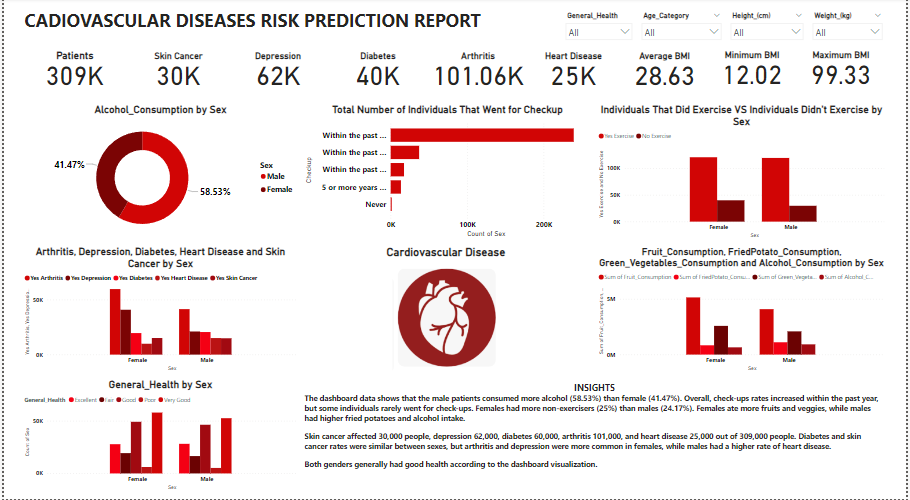 CADIOVASCULAR DISEASES RISK PREDICTION REPORT
General_Health
Age_Category
Height_(cm)
Weight_(kg)
All
All
All
All
Patients
309K
Skin Cancer
30K
Depression
62K
Diabetes
40K
Arthritis
101.06K
Heart Disease
25K
Average BMI
28.63
Minimum BMI
12.02
Maximum BMI
99.33
Alcohol_Consumption by Sex
41.47%
58.53%
Sex
Male
Female
Total Number of Individuals That Went for Checkup
Checkup
Within the past ...
Within the past ...
Within the past ...
5 or more years ...
Never
0K
100K
200K
Count of Sex
Individuals That Did Exercise VS Individuals Didn't Exercise by
Sex
Yes Exercise
No Exercise
Yes Exercise and No Exercise
100K
50K
0K
Female
Male
Sex
Arthritis, Depression, Diabetes, Heart Disease and Skin
Cancer by Sex
Yes Arthritis
Yes Depression
Yes Diabetes
Yes Heart Disease
Yes Skin Cancer
Yes Arthritis, Yes Depress...
50K
0K
Female
Male
Sex
Cardiovascular Disease
Fruit_Consumption, FriedPotato_Consumption,
Green_Vegetables_Consumption and Alcohol_Consumption by Sex
Sum of Fruit_Consumption
Sum of FriedPotato_Consu...
Sum of Green_Vegeta...
Sum of Alcohol_C...
Sum of Fruit_Consumption ...
5M
0M
Female
Male
Sex
General_Health by Sex
General_Health
Excellent
Fair
Good
Poor
Very Good
Count of Sex
50K
0K
Female
Male
Sex
INSIGHTS
The dashboard data shows that the male patients consumed more alcohol (58.53%) than female (41.47%). Overall, check-ups rates increased within the past year,
but some individuals rarely went for check-ups. Females had more non-exercisers (25%) than males (24.17%). Females ate more fruits and veggies, while males
had higher fried potatoes and alcohol intake.
Skin cancer affected 30,000 people, depression 62,000, diabetes 60,000, arthritis 101,000, and heart disease 25,000 out of 309,000 people. Diabetes and skin
cancer rates were similar between sexes, but arthritis and depression were more common in females, while males had a higher rate of heart disease.
Both genders generally had good health according to the dashboard visualization.